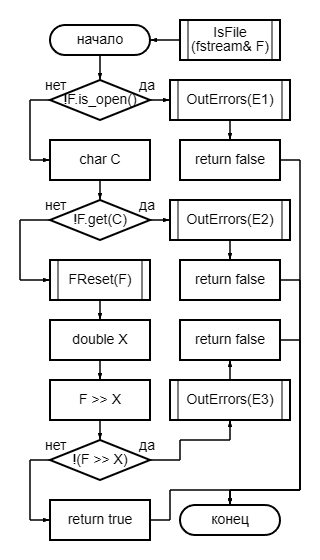 начало
IsFile
(fstream& F)
нет
да
!F.is_open()
OutErrors(E1)
char C
return false
нет
да
!F.get(C)
OutErrors(E2)
FReset(F)
return false
double X
return false
F >> X
OutErrors(E3)
нет
да
!(F >> X)
return true
конец